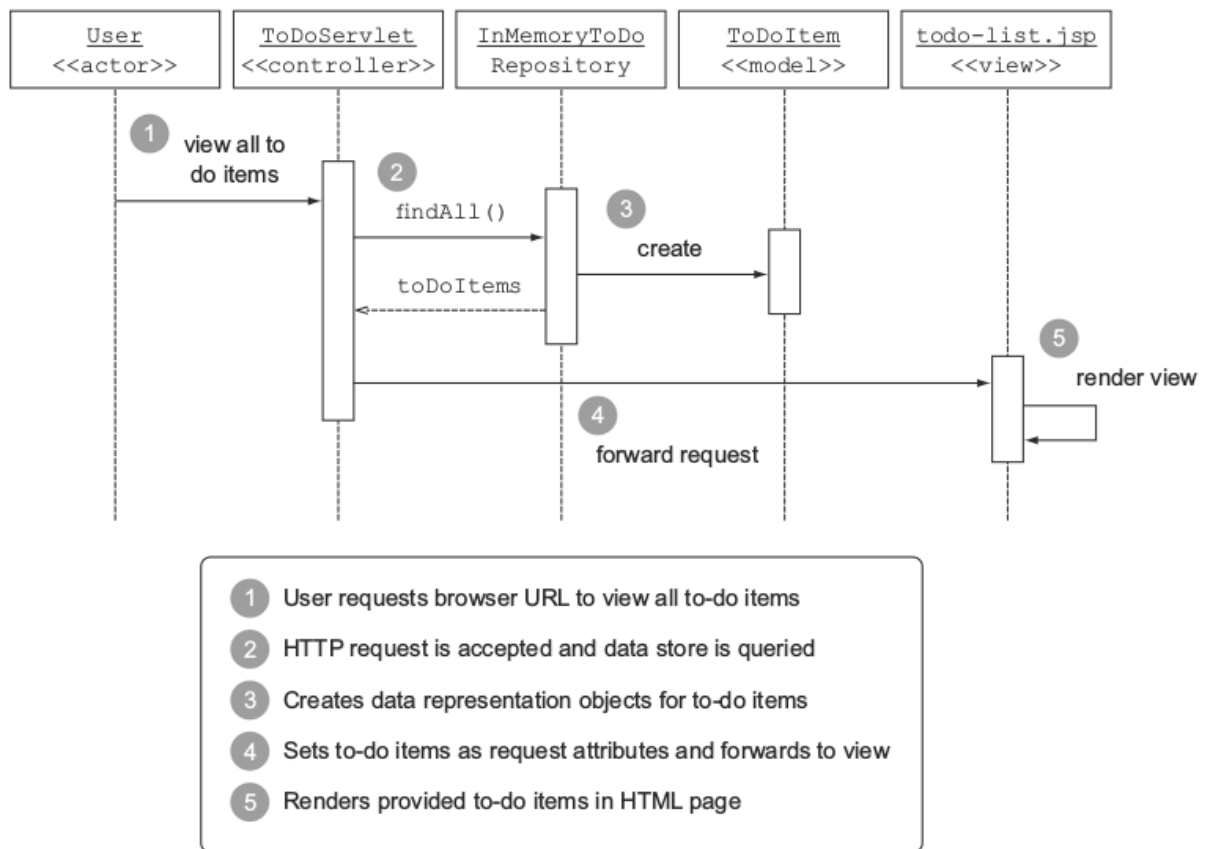 User
<<actor>>
ToDoServlet
<<controller>>
InMemoryToDo
Repository
ToDoItem
<<model>>
todo-list.jsp
<<view>>
1
view all to
do items
2
findAll()
3
create
toDoItems
5
render view
4
forward request
1 User requests browser URL to view all to-do items
2 HTTP request is accepted and data store is queried
3 Creates data representation objects for to-do items
4 Sets to-do items as request attributes and forwards to view
5 Renders provided to-do items in HTML page